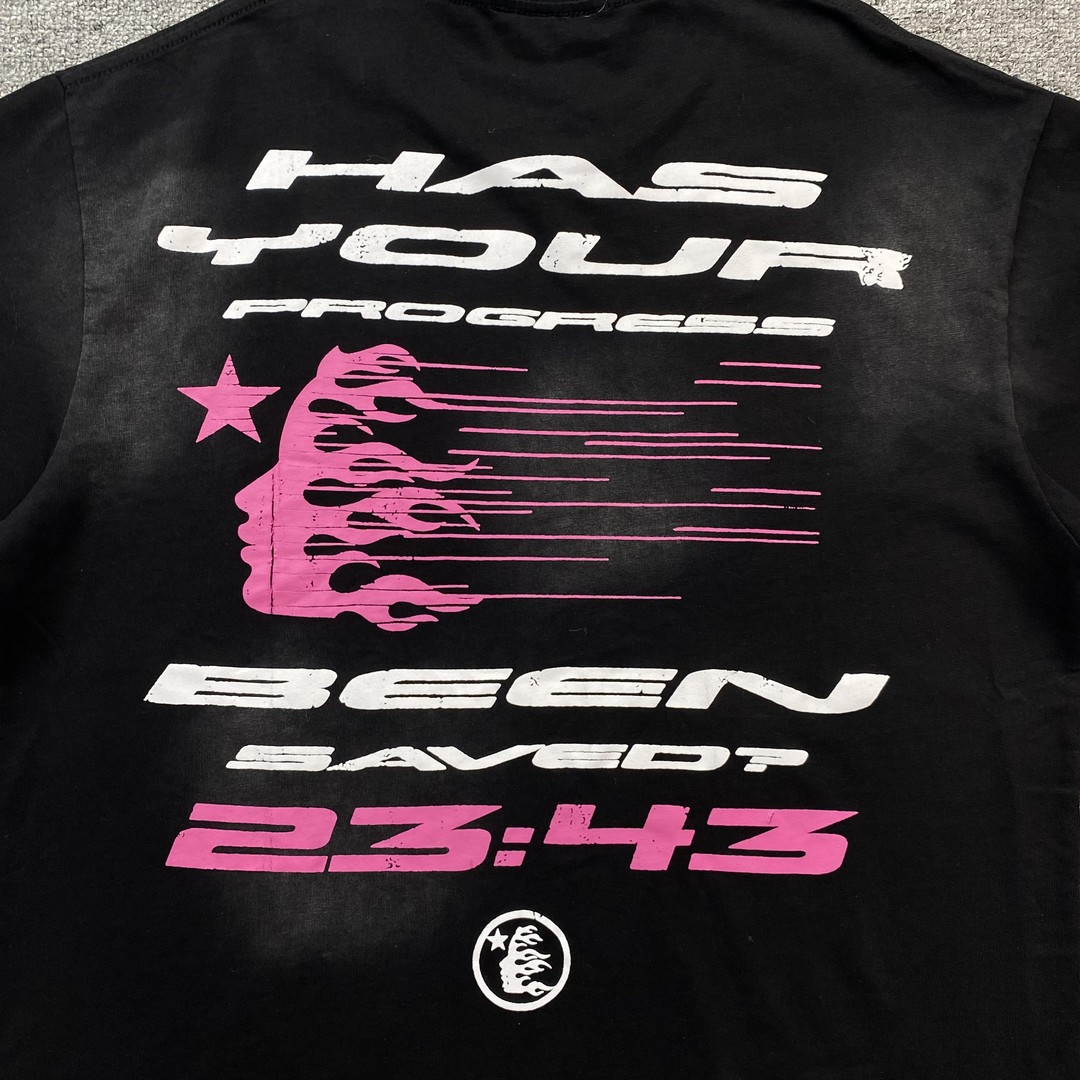 HAS
YOUR
PROGRESS
BEEN
SAVED?
23:43